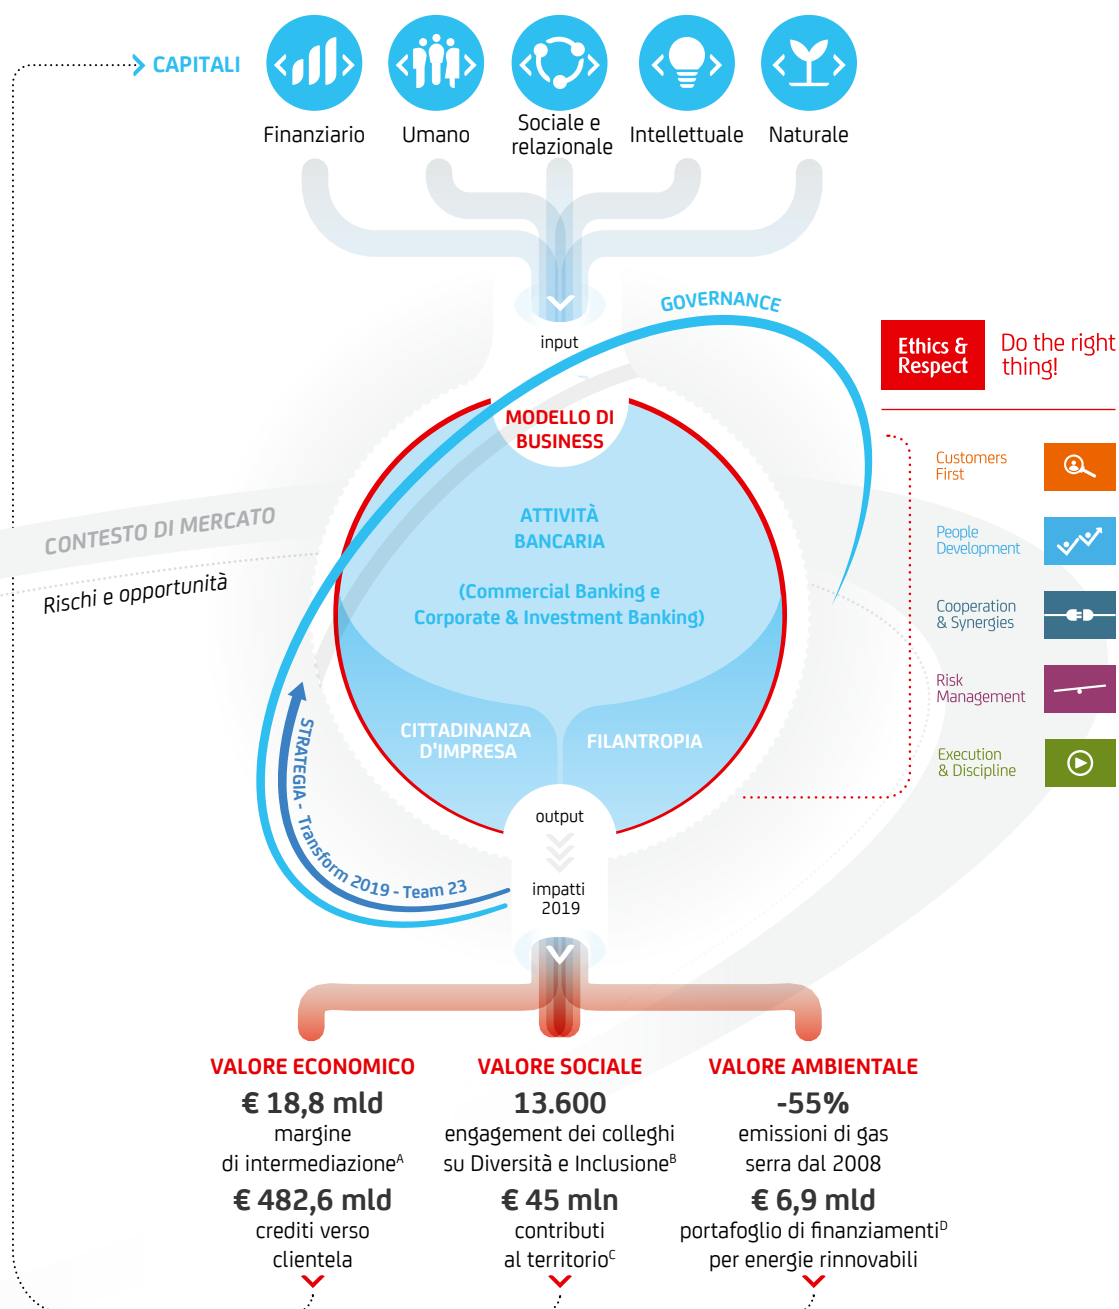 CAPITALI
Finanziario
Umano
Sociale e
relazionale
Intellettuale
Naturale
input
GOVERNANCE
Ethics &
Respect
Do the right
thing!
MODELLO DI
BUSINESS
Customers
First
CONTESTO DI MERCATO
Rischi e opportunità
ATTIVITÀ
BANCARIA
(Commercial Banking e
Corporate & Investment Banking)
People
Development
Cooperation
& Synergies
Risk
Management
Execution
& Discipline
CITTADINANZA
D'IMPRESA
FILANTROPIA
STRATEGIA - Transform 2019 - Team 23
output
impatti
2019
VALORE ECONOMICO
€ 18,8 mld
margine
di intermediazioneA
€ 482,6 mld
crediti verso
clientela
VALORE SOCIALE
13.600
engagement dei colleghi
su Diversità e InclusioneB
€ 45 mln
contributi
al territorioC
VALORE AMBIENTALE
-55%
emissioni di gas
serra dal 2008
€ 6,9 mld
portafoglio di finanziamentiD
per energie rinnovabili